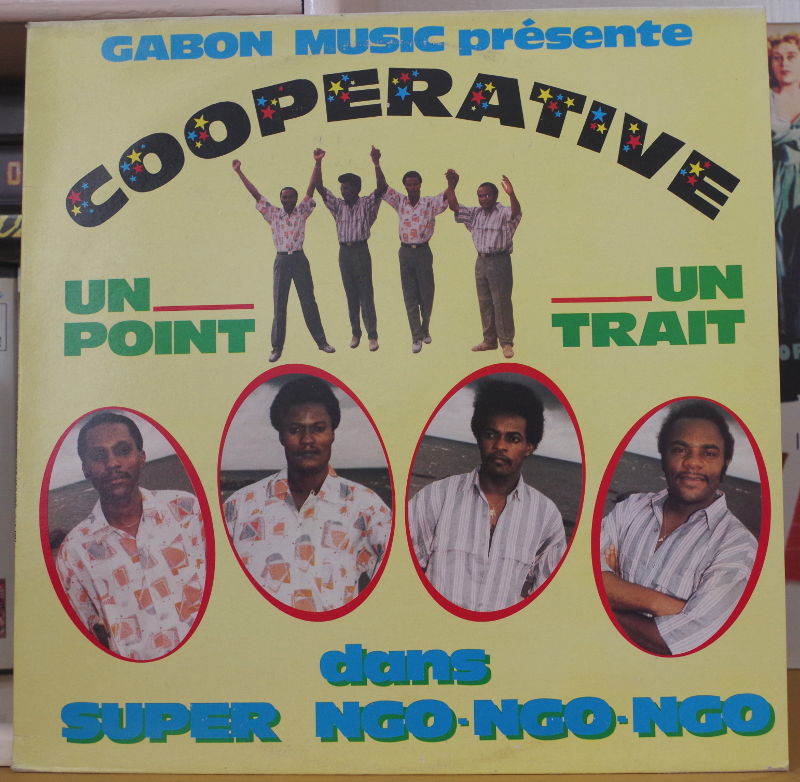 GABON MUSIC présente
COOPERATIVE
UN
POINT
UN
TRAIT
dans
SUPER NGO-NGO-NGO